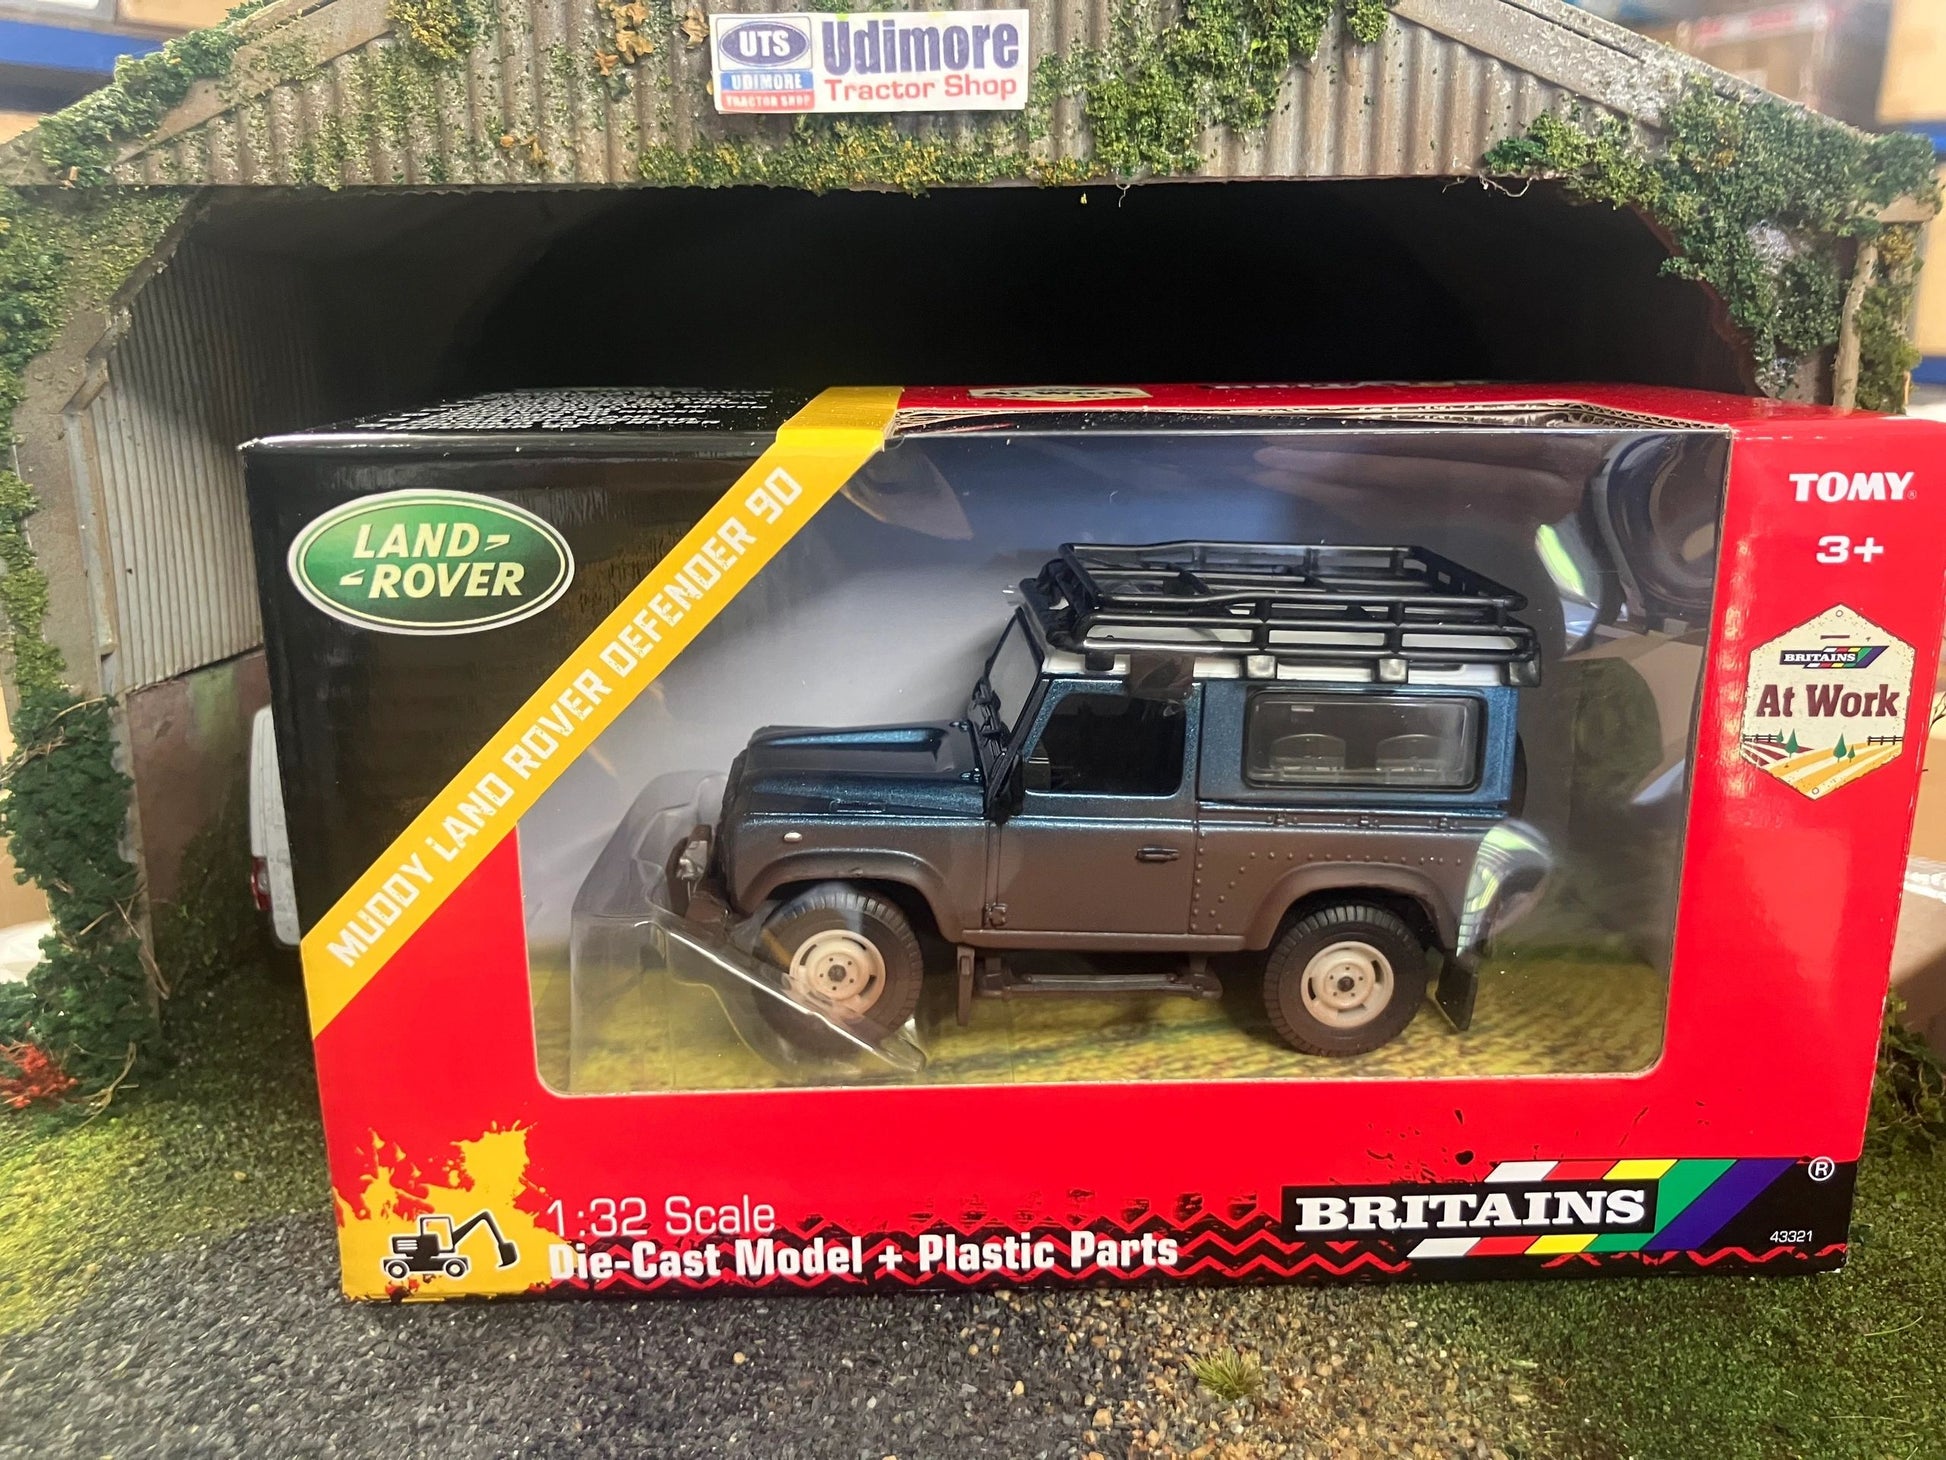 UTS
UDIMORE
TRACTOR SHOP
Udimore
Tractor Shop
LAND
ROVER
MUDDY LAND ROVER DEFENDER 90
TOMY
3+
BRITAINS
At Work
1:32 Scale
Die-Cast Model + Plastic Parts
BRITAINS ®
43321